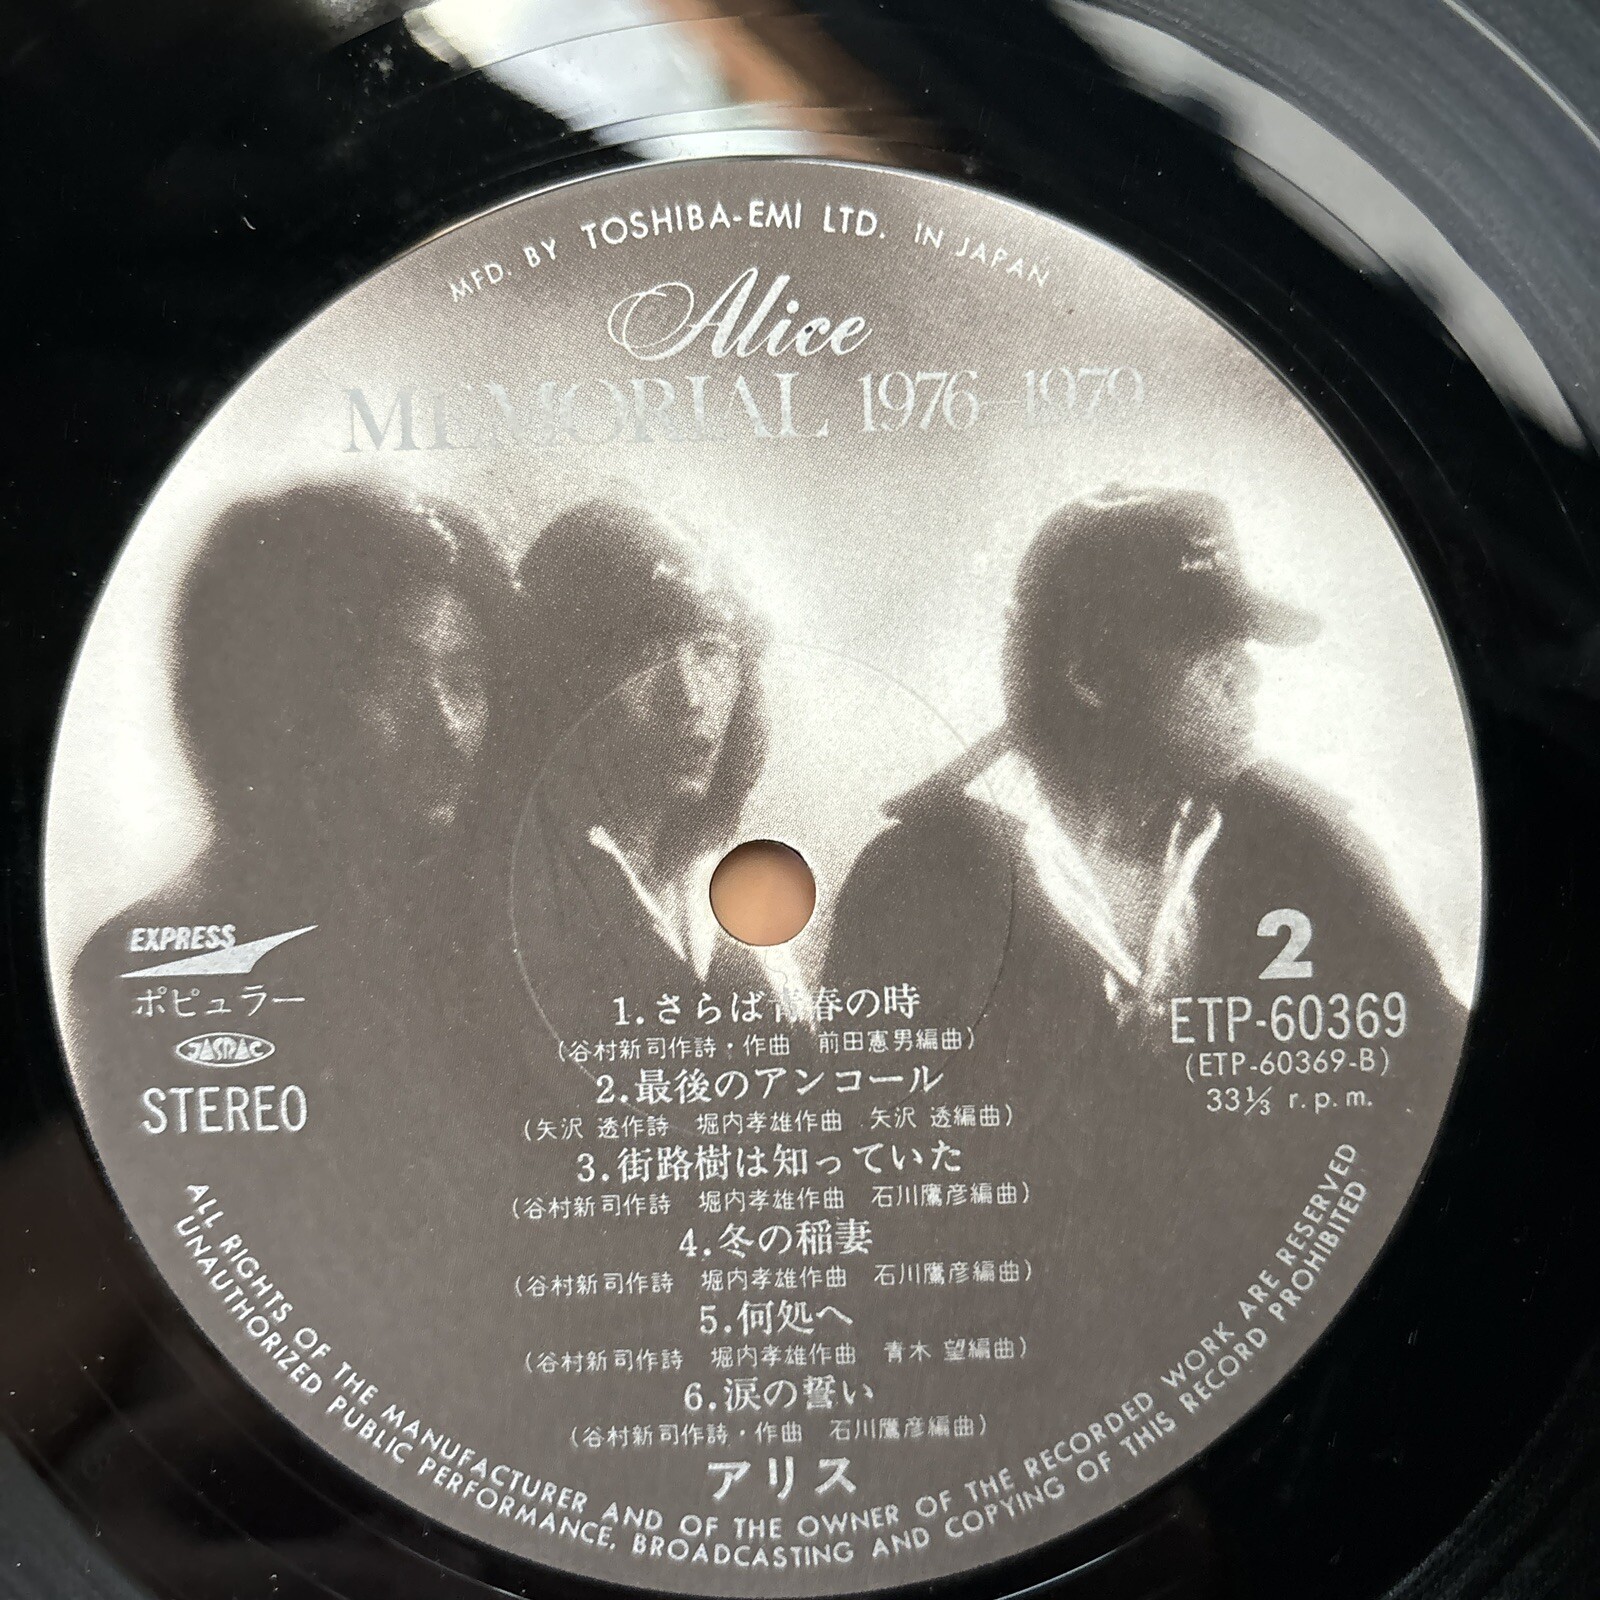 MFD. BY TOSHIBA-EMI LTD. IN JAPAN
Alice
MEMORIAL 1976-1979
EXPRESS
ポピュラー
JASRAC
STEREO
2
ETP-60369
(ETP-60369-B)
33⅓ r.p.m.
1.さらば青春の時
(谷村新司作詩・作曲 前田憲男編曲)
2.最後のアンコール
(矢沢 透作詩 堀内孝雄作曲 矢沢 透編曲)
3.街路樹は知っていた
(谷村新司作詩 堀内孝雄作曲 石川鷹彦編曲)
4.冬の稲妻
(谷村新司作詩 堀内孝雄作曲 石川鷹彦編曲)
5.何処へ
(谷村新司作詩 堀内孝雄作曲 青木 望編曲)
6.涙の誓い
(谷村新司作詩・作曲 石川鷹彦編曲)
アリス
ALL RIGHTS OF THE MANUFACTURER AND OF THE OWNER OF THE RECORDED WORK ARE RESERVED
UNAUTHORIZED PUBLIC PERFORMANCE, BROADCASTING AND COPYING OF THIS RECORD PROHIBITED